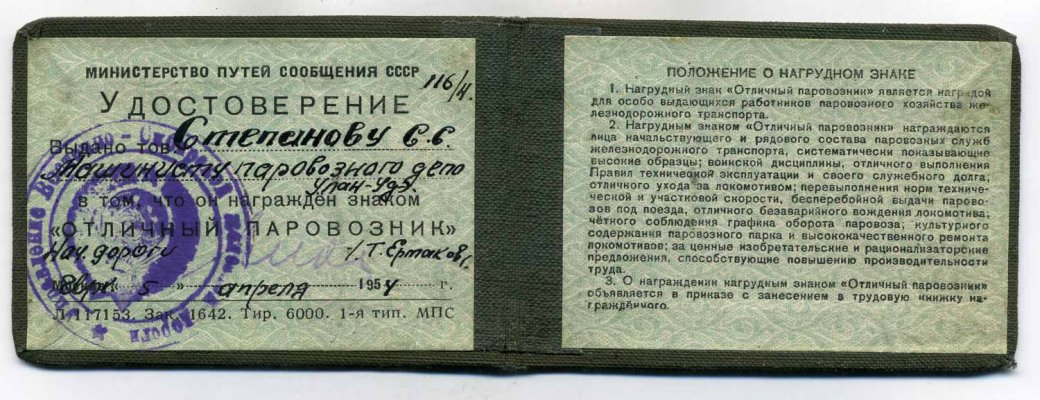 МИНИСТЕРСТВО ПУТЕЙ СООБЩЕНИЯ СССР
116/н.
УДОСТОВЕРЕНИЕ
Выдано тов. Степанову С.С.
Машинисту паровозного депо
Улан-Удэ
в том, что он награжден знаком
«ОТЛИЧНЫЙ ПАРОВОЗНИК»
Нач. дороги /.Т. Ермаков/.
„5" апреля 1954 г.
Л 117153. Зак. 1642. Тир. 6000. 1-я тип. МПС
ПОЛОЖЕНИЕ О НАГРУДНОМ ЗНАКЕ
1. Нагрудный знак «Отличный паровозник» является наградой
для особо выдающихся работников паровозного хозяйства же-
лезнодорожного транспорта.
2. Нагрудным знаком «Отличный паровозник» награждаются
лица начальствующего и рядового состава паровозных служб
железнодорожного транспорта, систематически показывающие
высокие образцы; воинской дисциплины, отличного выполнения
Правил технической эксплуатации и своего служебного долга;
отличного ухода за локомотивом; перевыполнения норм техниче-
ческой и участковой скорости, бесперебойной выдачи парово-
зов под поезда, отличного безаварийного вождения локомотива;
чёткого соблюдения графика оборота паровоза; культурного
содержания паровозного парка и высококачественного ремонта
локомотивов; за ценные изобретательские и рационализаторские
предложения, способствующие повышению производительности
труда.
3. О награждении нагрудным знаком «Отличный паровозник»
объявляется в приказе с занесением в трудовую книжку на-
граждённого.